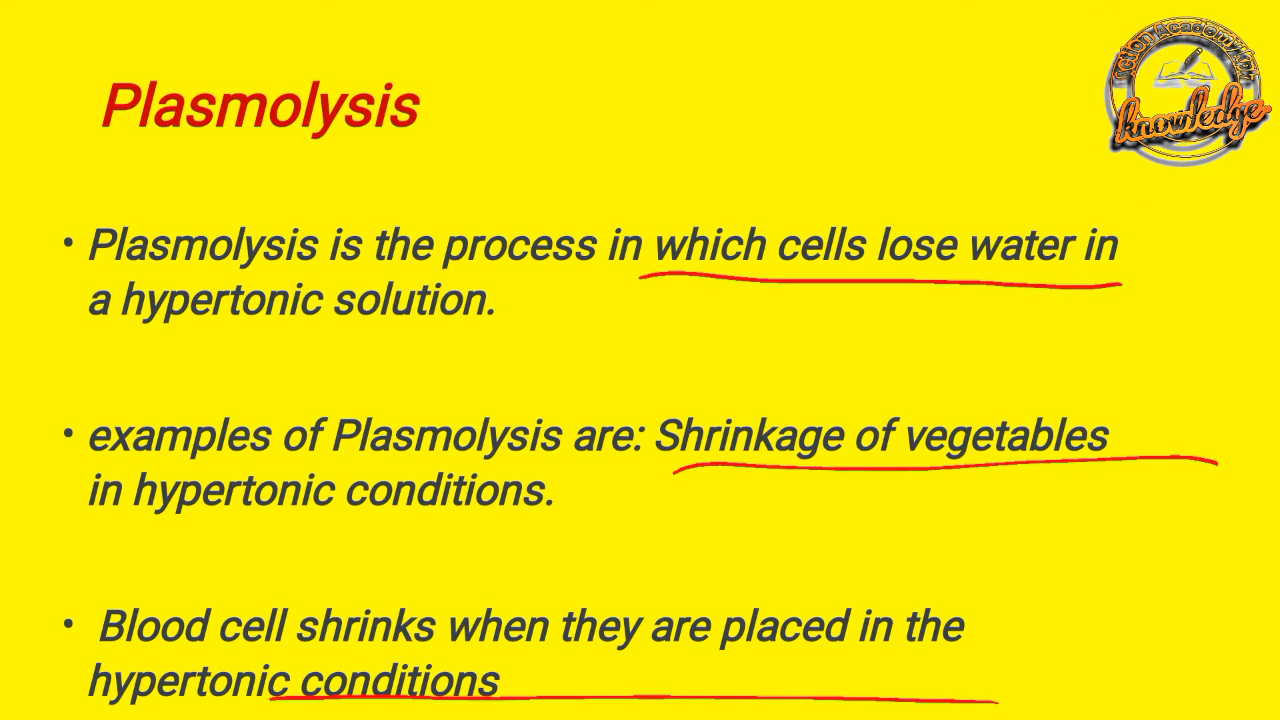 Plasmolysis
knowledge
• Plasmolysis is the process in which cells lose water in
a hypertonic solution.
• examples of Plasmolysis are: Shrinkage of vegetables
in hypertonic conditions.
• Blood cell shrinks when they are placed in the
hypertonic conditions